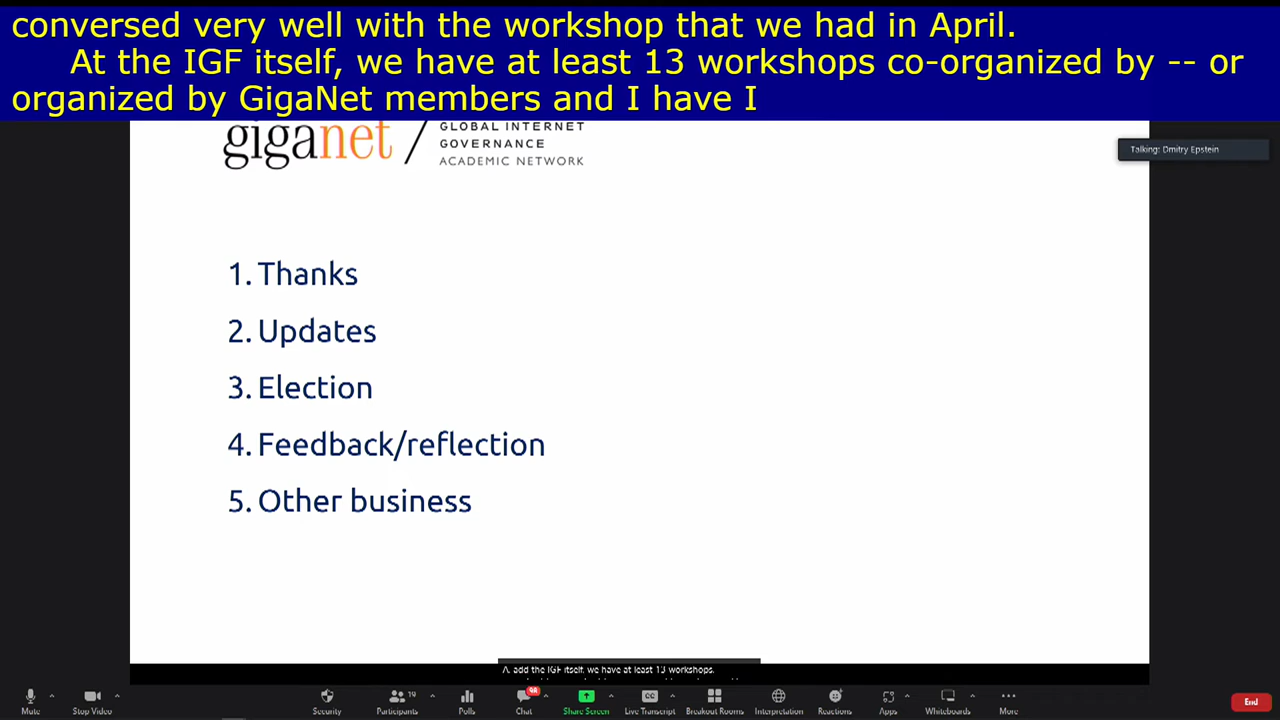 conversed very well with the workshop that we had in April.
At the IGF itself, we have at least 13 workshops co-organized by -- or
organized by GigaNet members and I have I
giganet / GLOBAL INTERNET
GOVERNANCE
ACADEMIC NETWORK
Talking: Dmitry Epstein
1. Thanks
2. Updates
3. Election
4. Feedback/reflection
5. Other business
add the IGF itself, we have at least 13 workshops.
19
Mute
Stop Video
Security
Participants
Polls
Chat
Share Screen
Live Transcript
Breakout Rooms
Interpretation
Reactions
Apps
Whiteboards
More
End